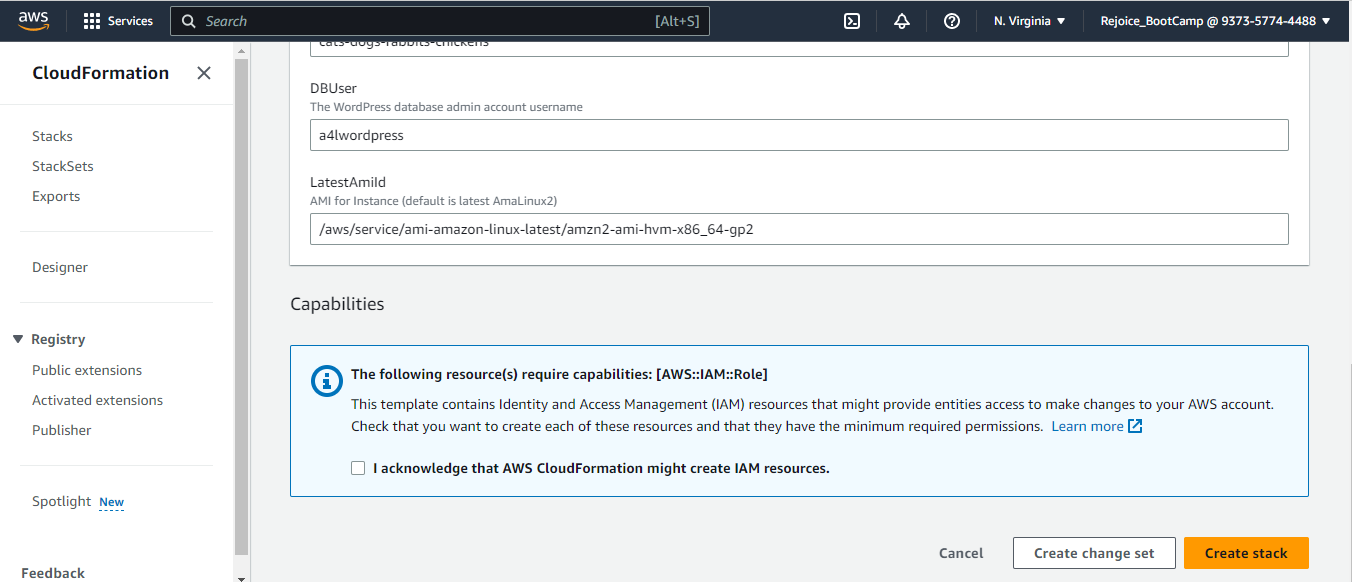 aws
Services
Search
[Alt+S]
N. Virginia
Rejoice_BootCamp @ 9373-5774-4488
CloudFormation
Stacks
StackSets
Exports
Designer
Registry
Public extensions
Activated extensions
Publisher
Spotlight New
Feedback
cats-dogs-rabbits-chickens
DBUser
The WordPress database admin account username
a4lwordpress
LatestAmiId
AMI for Instance (default is latest AmaLinux2)
/aws/service/ami-amazon-linux-latest/amzn2-ami-hvm-x86_64-gp2
Capabilities
The following resource(s) require capabilities: [AWS::IAM::Role]
This template contains Identity and Access Management (IAM) resources that might provide entities access to make changes to your AWS account.
Check that you want to create each of these resources and that they have the minimum required permissions. Learn more
I acknowledge that AWS CloudFormation might create IAM resources.
Cancel
Create change set
Create stack